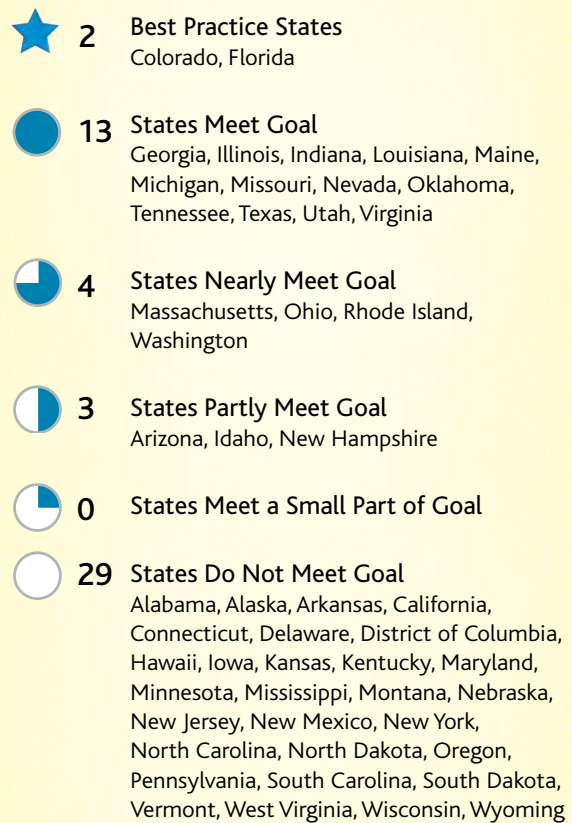 2 Best Practice States
Colorado, Florida
13 States Meet Goal
Georgia, Illinois, Indiana, Louisiana, Maine,
Michigan, Missouri, Nevada, Oklahoma,
Tennessee, Texas, Utah, Virginia
4 States Nearly Meet Goal
Massachusetts, Ohio, Rhode Island,
Washington
3 States Partly Meet Goal
Arizona, Idaho, New Hampshire
0 States Meet a Small Part of Goal
29 States Do Not Meet Goal
Alabama, Alaska, Arkansas, California,
Connecticut, Delaware, District of Columbia,
Hawaii, Iowa, Kansas, Kentucky, Maryland,
Minnesota, Mississippi, Montana, Nebraska,
New Jersey, New Mexico, New York,
North Carolina, North Dakota, Oregon,
Pennsylvania, South Carolina, South Dakota,
Vermont, West Virginia, Wisconsin, Wyoming